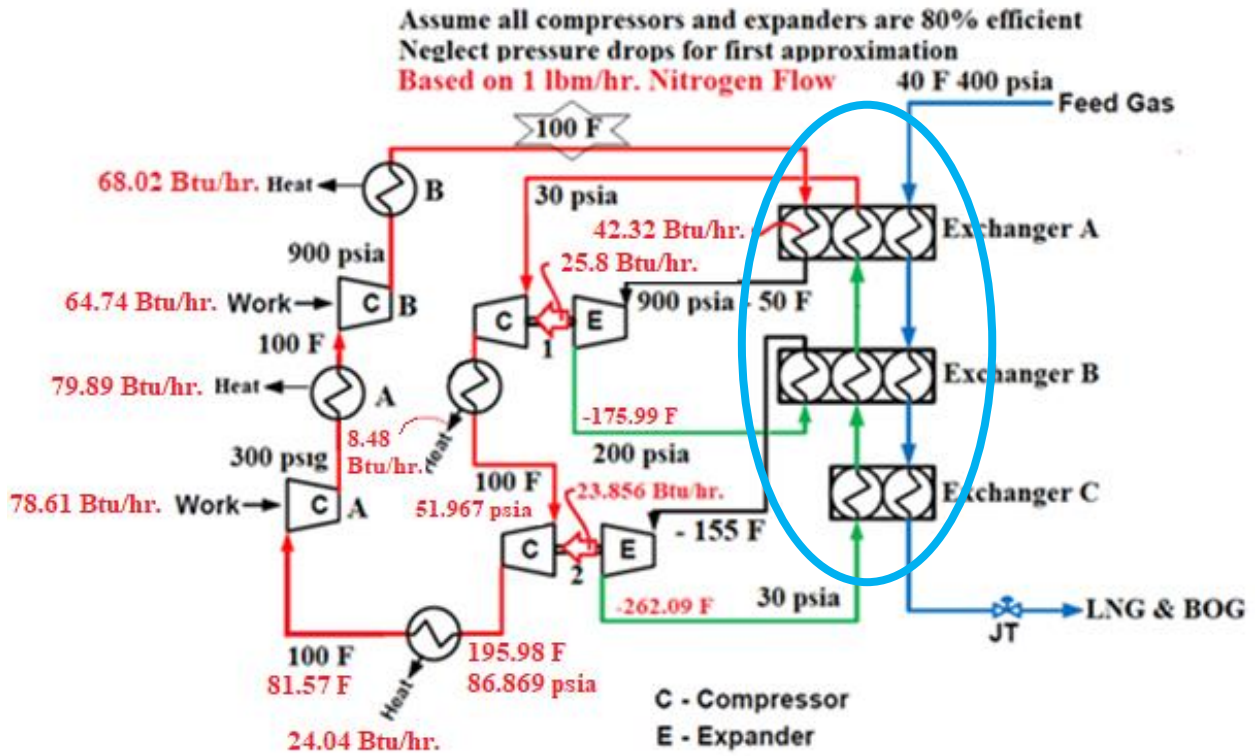 Assume all compressors and expanders are 80% efficient
Neglect pressure drops for first approximation
Based on 1 lbm/hr. Nitrogen Flow
40 F 400 psia
Feed Gas
100 F
68.02 Btu/hr. Heat
B
30 psia
42.32 Btu/hr.
Exchanger A
900 psia
25.8 Btu/hr.
64.74 Btu/hr. Work
C
B
900 psia - 50 F
C
E
1
100 F
79.89 Btu/hr. Heat
A
Exchanger B
-175.99 F
8.48
Btu/hr.
Heat
300 psig
200 psia
100 F
51.967 psia
23.856 Btu/hr.
Exchanger C
78.61 Btu/hr. Work
C
A
- 155 F
C
E
2
-262.09 F
30 psia
LNG & BOG
JT
100 F
81.57 F
195.98 F
86.869 psia
Heat
24.04 Btu/hr.
C - Compressor
E - Expander